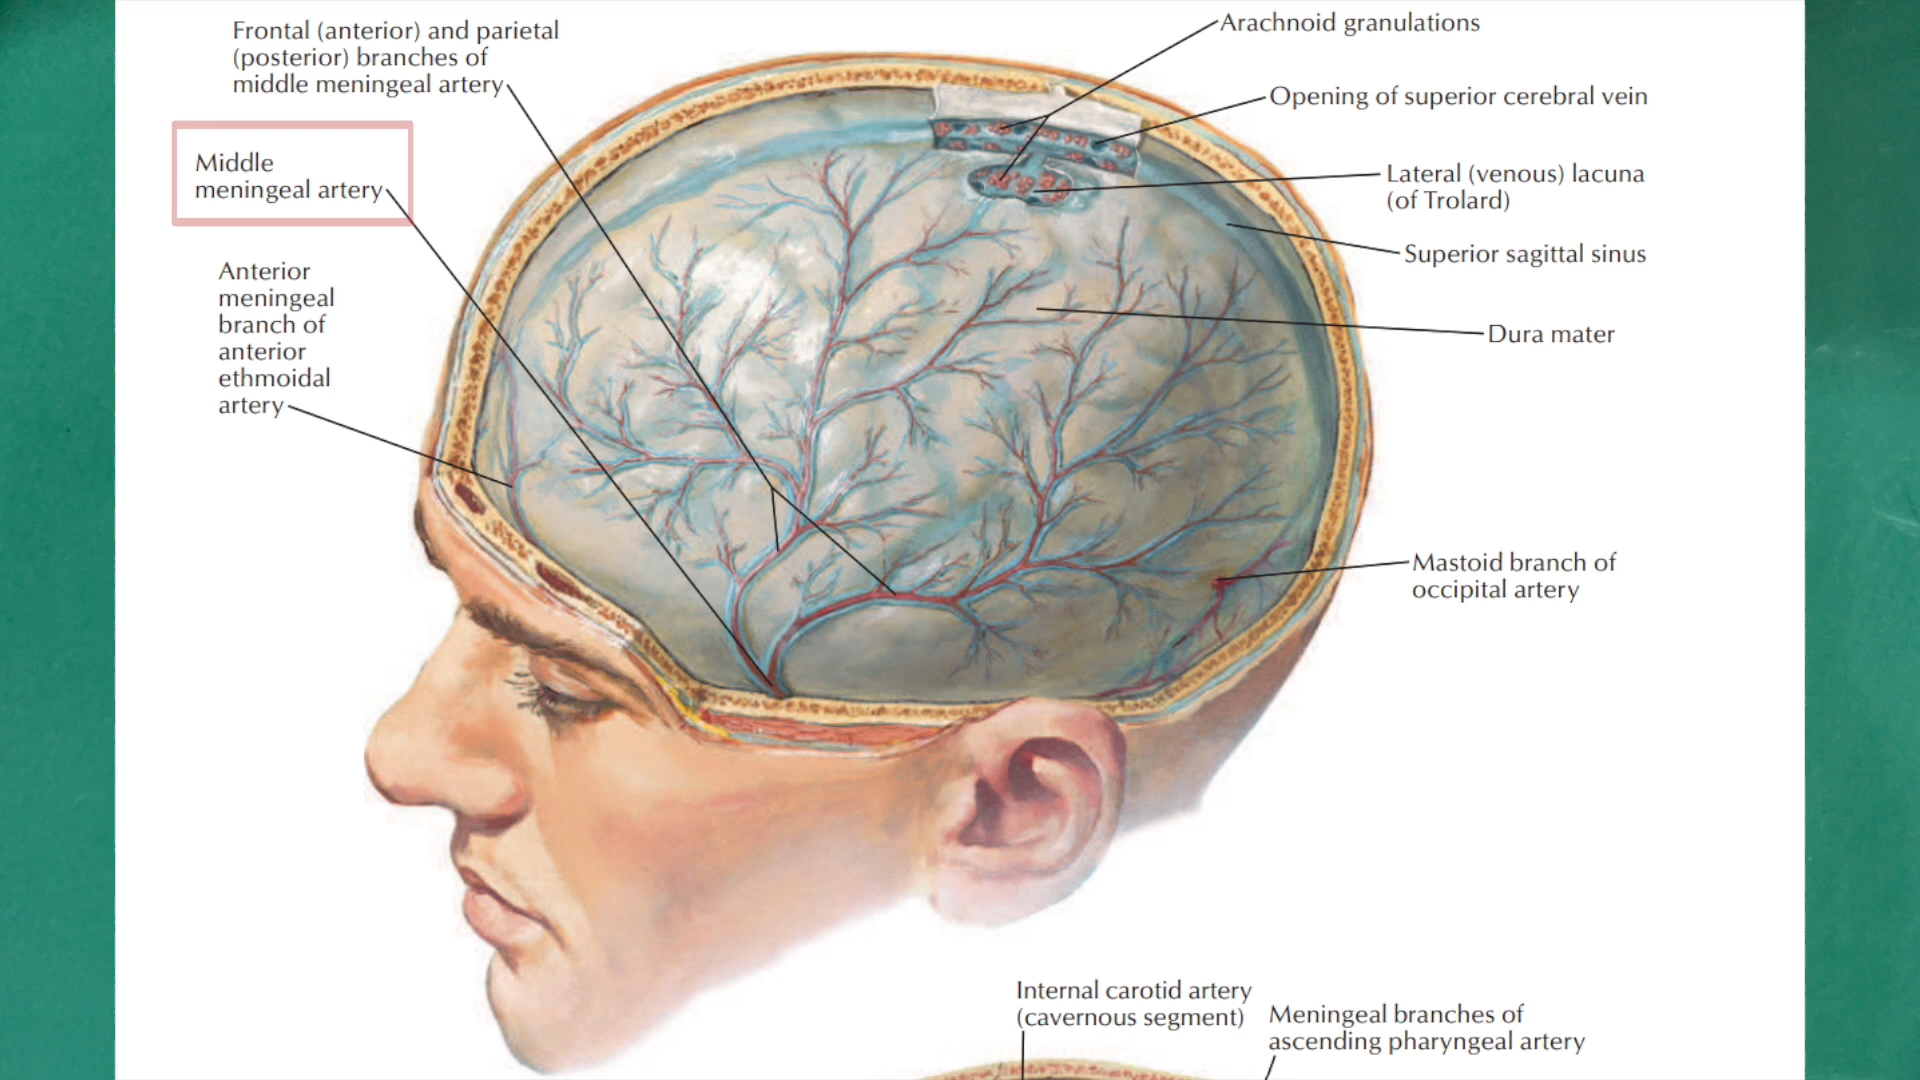 Frontal (anterior) and parietal
(posterior) branches of
middle meningeal artery
Middle
meningeal artery
Anterior
meningeal
branch of
anterior
ethmoidal
artery
Arachnoid granulations
Opening of superior cerebral vein
Lateral (venous) lacuna
(of Trolard)
Superior sagittal sinus
Dura mater
Mastoid branch of
occipital artery
Internal carotid artery
(cavernous segment)
Meningeal branches of
ascending pharyngeal artery